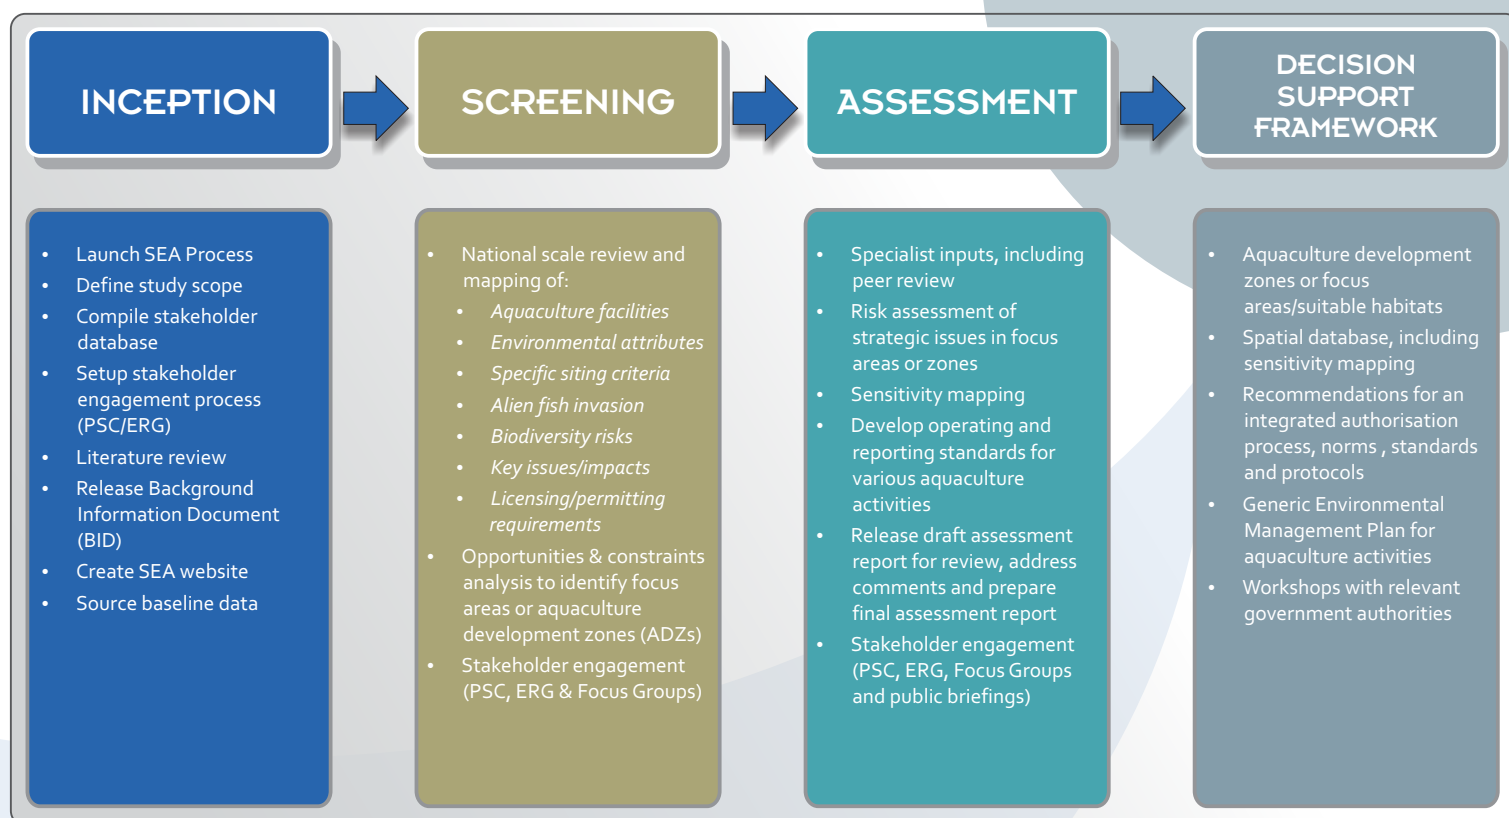 INCEPTION
SCREENING
ASSESSMENT
DECISION
SUPPORT
FRAMEWORK
• Launch SEA Process
• Define study scope
• Compile stakeholder
database
• Setup stakeholder
engagement process
(PSC/ERG)
• Literature review
• Release Background
Information Document
(BID)
• Create SEA website
• Source baseline data
• National scale review and
mapping of:
• Aquaculture facilities
• Environmental attributes
• Specific siting criteria
• Alien fish invasion
• Biodiversity risks
• Key issues/impacts
• Licensing/permitting
requirements
• Opportunities & constraints
analysis to identify focus
areas or aquaculture
development zones (ADZs)
• Stakeholder engagement
(PSC, ERG & Focus Groups)
• Specialist inputs, including
peer review
• Risk assessment of
strategic issues in focus
areas or zones
• Sensitivity mapping
• Develop operating and
reporting standards for
various aquaculture
activities
• Release draft assessment
report for review, address
comments and prepare
final assessment report
• Stakeholder engagement
(PSC, ERG, Focus Groups
and public briefings)
• Aquaculture development
zones or focus
areas/suitable habitats
• Spatial database, including
sensitivity mapping
• Recommendations for an
integrated authorisation
process, norms , standards
and protocols
• Generic Environmental
Management Plan for
aquaculture activities
• Workshops with relevant
government authorities